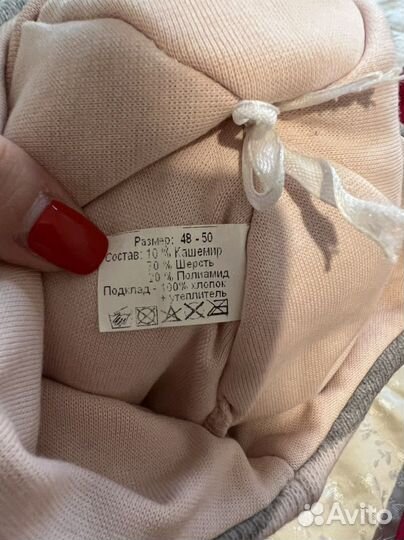 Размер: 48 - 50
Состав: 10 % Кашемир
70 % Шерсть
20 % Полиамид
Подклад - 100% хлопок
+ утеплитель
Avito